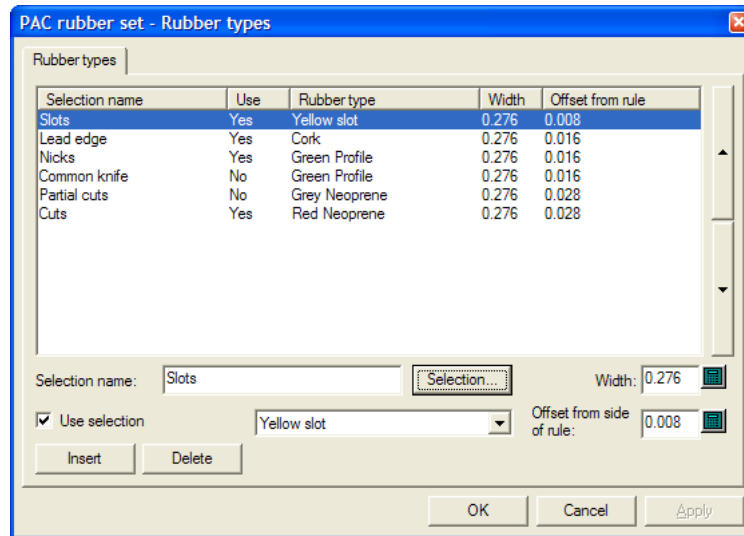 PAC rubber set - Rubber types
Rubber types
Selection name Use Rubber type Width Offset from rule
Slots Yes Yellow slot 0.276 0.008
Lead edge Yes Cork 0.276 0.016
Nicks Yes Green Profile 0.276 0.016
Common knife No Green Profile 0.276 0.016
Partial cuts No Grey Neoprene 0.276 0.028
Cuts Yes Red Neoprene 0.276 0.028
Selection name: Slots Selection... Width: 0.276
Use selection Yellow slot Offset from side of rule: 0.008
Insert Delete
OK Cancel Apply